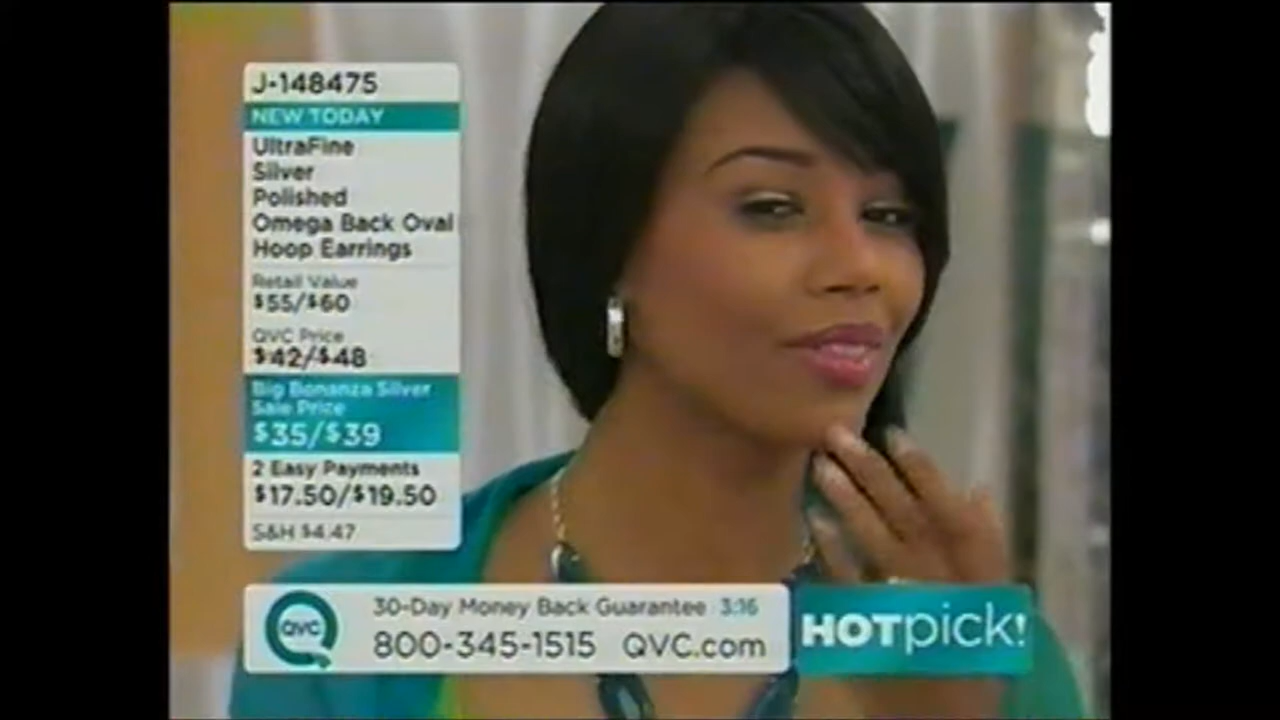 J-148475
NEW TODAY
UltraFine
Silver
Polished
Omega Back Oval
Hoop Earrings
Retail Value
$55/$60
QVC Price
$42/$48
Big Bonanza Silver
Sale Price
$35/$39
2 Easy Payments
$17.50/$19.50
S&H $4.47
QVC
30-Day Money Back Guarantee 3:16
800-345-1515 QVC.com
HOTpick!